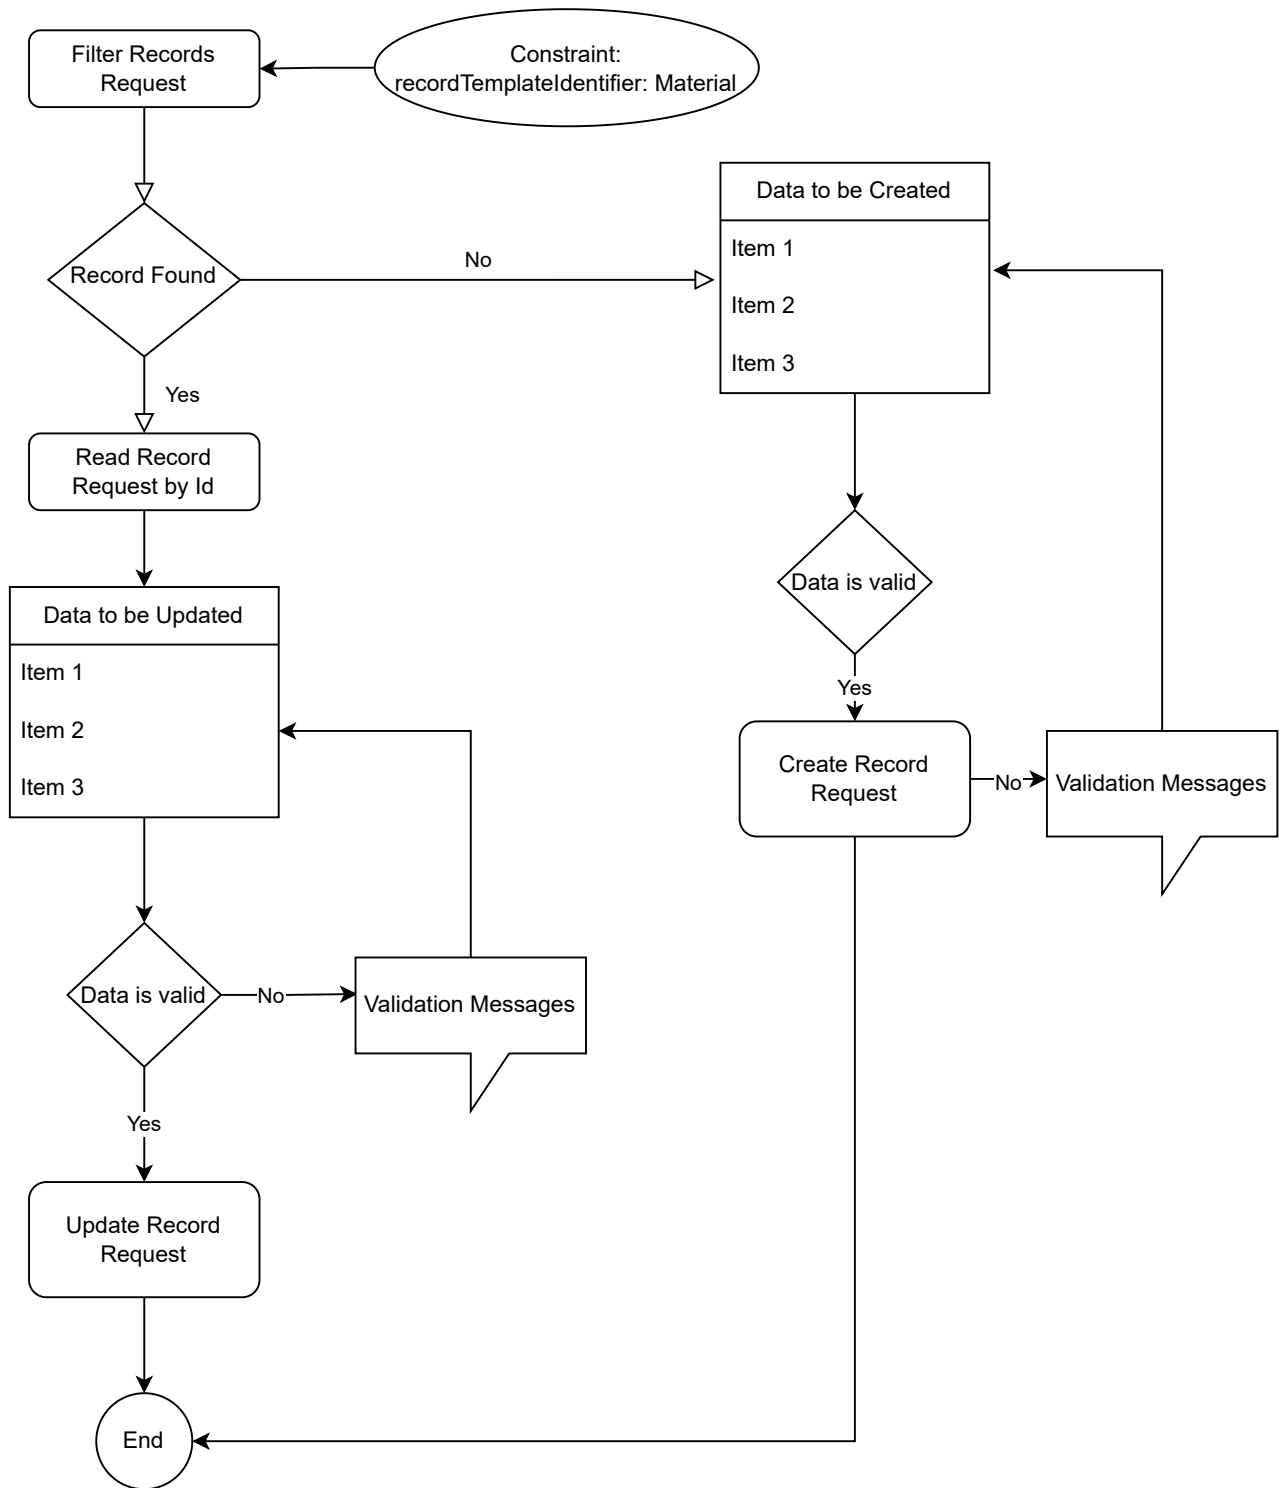 Filter Records
Request
Constraint:
recordTemplateIdentifier: Material
Data to be Created
Item 1
Item 2
Item 3
Record Found
No
Yes
Read Record
Request by Id
Data to be Updated
Item 1
Item 2
Item 3
Data is valid
Yes
Create Record
Request
No
Validation Messages
Data is valid
No
Validation Messages
Yes
Update Record
Request
End